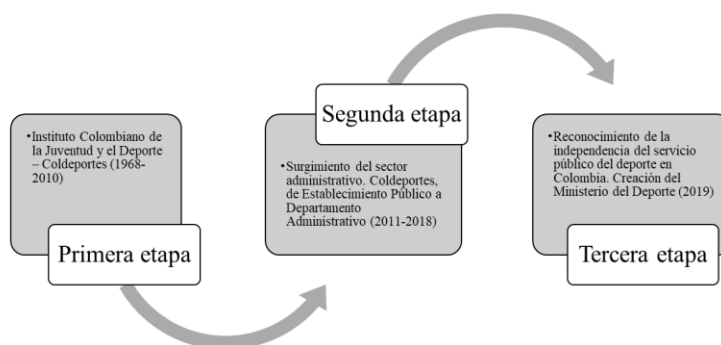 •Instituto Colombiano de
la Juventud y el Deporte
– Coldeportes (1968-
2010)
Primera etapa
Segunda etapa
•Surgimiento del sector
administrativo. Coldeportes,
de Establecimiento Público a
Departamento
Administrativo (2011-2018)
•Reconocimiento de la
independencia del servicio
público del deporte en
Colombia. Creación del
Ministerio del Deporte (2019)
Tercera etapa